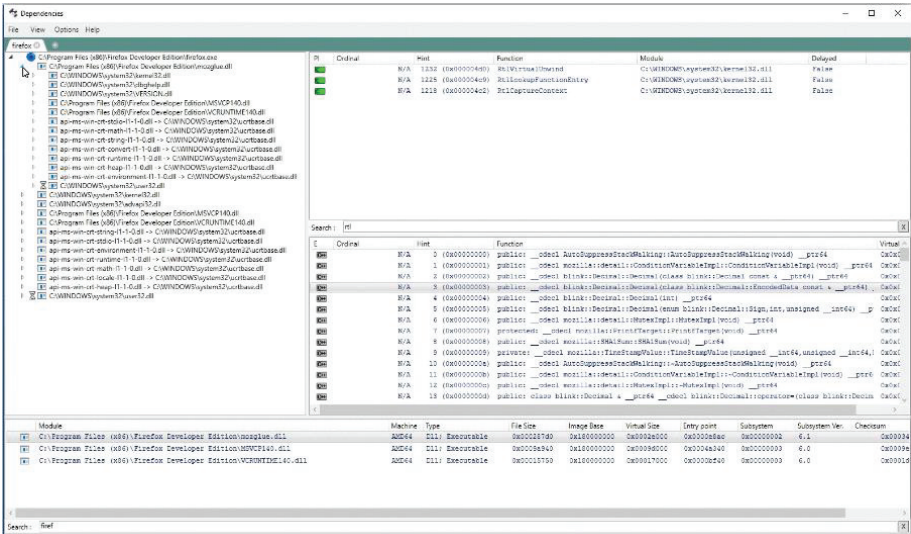 Dependencies
File View Options Help
firefox
C:\Program Files (x86)\Firefox Developer Edition\firefox.exe
C:\Program Files (x86)\Firefox Developer Edition\mozglue.dll
C:\WINDOWS\system32\kernel32.dll
C:\WINDOWS\system32\dbghelp.dll
C:\WINDOWS\system32\VERSION.dll
C:\Program Files (x86)\Firefox Developer Edition\MSVCP140.dll
C:\Program Files (x86)\Firefox Developer Edition\VCRUNTIME140.dll
api-ms-win-crt-stdio-l1-1-0.dll -> C:\WINDOWS\system32\ucrtbase.dll
api-ms-win-crt-math-l1-1-0.dll -> C:\WINDOWS\system32\ucrtbase.dll
api-ms-win-crt-string-l1-1-0.dll -> C:\WINDOWS\system32\ucrtbase.dll
api-ms-win-crt-convert-l1-1-0.dll -> C:\WINDOWS\system32\ucrtbase.dll
api-ms-win-crt-runtime-l1-1-0.dll -> C:\WINDOWS\system32\ucrtbase.dll
api-ms-win-crt-heap-l1-1-0.dll -> C:\WINDOWS\system32\ucrtbase.dll
api-ms-win-crt-environment-l1-1-0.dll -> C:\WINDOWS\system32\ucrtbase.dll
C:\WINDOWS\system32\user32.dll
C:\WINDOWS\system32\kernel32.dll
C:\WINDOWS\system32\advapi32.dll
C:\Program Files (x86)\Firefox Developer Edition\MSVCP140.dll
C:\Program Files (x86)\Firefox Developer Edition\VCRUNTIME140.dll
api-ms-win-crt-string-l1-1-0.dll -> C:\WINDOWS\system32\ucrtbase.dll
api-ms-win-crt-stdio-l1-1-0.dll -> C:\WINDOWS\system32\ucrtbase.dll
api-ms-win-crt-environment-l1-1-0.dll -> C:\WINDOWS\system32\ucrtbase.dll
api-ms-win-crt-runtime-l1-1-0.dll -> C:\WINDOWS\system32\ucrtbase.dll
api-ms-win-crt-math-l1-1-0.dll -> C:\WINDOWS\system32\ucrtbase.dll
api-ms-win-crt-locale-l1-1-0.dll -> C:\WINDOWS\system32\ucrtbase.dll
api-ms-win-crt-heap-l1-1-0.dll -> C:\WINDOWS\system32\ucrtbase.dll
C:\WINDOWS\system32\user32.dll
PI Ordinal Hint Function Module Delayed
N/A 1232 (0x000004d0) RtlVirtualUnwind C:\WINDOWS\system32\kernel32.dll False
N/A 1225 (0x000004c9) RtlLookupFunctionEntry C:\WINDOWS\system32\kernel32.dll False
N/A 1218 (0x000004c2) RtlCaptureContext C:\WINDOWS\system32\kernel32.dll False
Search : rtl X
E Ordinal Hint Function Virtual
N/A 0 (0x00000000) public: __cdecl AutoSuppressStackWalking::AutoSuppressStackWalking(void) __ptr64
N/A 1 (0x00000001) public: __cdecl mozilla::detail::ConditionVariableImpl::ConditionVariableImpl(void) __ptr64
N/A 2 (0x00000002) public: __cdecl blink::Decimal::Decimal(class blink::Decimal const & __ptr64) __ptr64
N/A 3 (0x00000003) public: __cdecl blink::Decimal::Decimal(class blink::Decimal::EncodedData const & __ptr64)
N/A 4 (0x00000004) public: __cdecl blink::Decimal::Decimal(int) __ptr64
N/A 5 (0x00000005) public: __cdecl blink::Decimal::Decimal(enum blink::Decimal::Sign,int,unsigned __int64) __p
N/A 6 (0x00000006) public: __cdecl mozilla::detail::MutexImpl::MutexImpl(void) __ptr64
N/A 7 (0x00000007) protected: __cdecl mozilla::PrintfTarget::PrintfTarget(void) __ptr64
N/A 8 (0x00000008) public: __cdecl mozilla::SHA1Sum::SHA1Sum(void) __ptr64
N/A 9 (0x00000009) private: __cdecl mozilla::TimeStampValue::TimeStampValue(unsigned __int64,unsigned __int64,
N/A 10 (0x0000000a) public: __cdecl AutoSuppressStackWalking::~AutoSuppressStackWalking(void) __ptr64
N/A 11 (0x0000000b) public: __cdecl mozilla::detail::ConditionVariableImpl::~ConditionVariableImpl(void) __ptr6
N/A 12 (0x0000000c) public: __cdecl mozilla::detail::MutexImpl::~MutexImpl(void) __ptr64
N/A 13 (0x0000000d) public: class blink::Decimal & __ptr64 __cdecl blink::Decimal::operator=(class blink::Decim
Module Machine Type File Size Image Base Virtual Size Entry point Subsystem Subsystem Ver. Checksum
C:\Program Files (x86)\Firefox Developer Edition\mozglue.dll AMD64 Dll; Executable 0x000287d0 0x180000000 0x0002e000 0x00008aac 0x00000002 6.1
C:\Program Files (x86)\Firefox Developer Edition\MSVCP140.dll AMD64 Dll; Executable 0x0009a940 0x180000000 0x0009d000 0x0004a340 0x00000003 6.0
C:\Program Files (x86)\Firefox Developer Edition\VCRUNTIME140.dll AMD64 Dll; Executable 0x00015750 0x180000000 0x00017000 0x0000bf40 0x00000003 6.0
Search : firef X